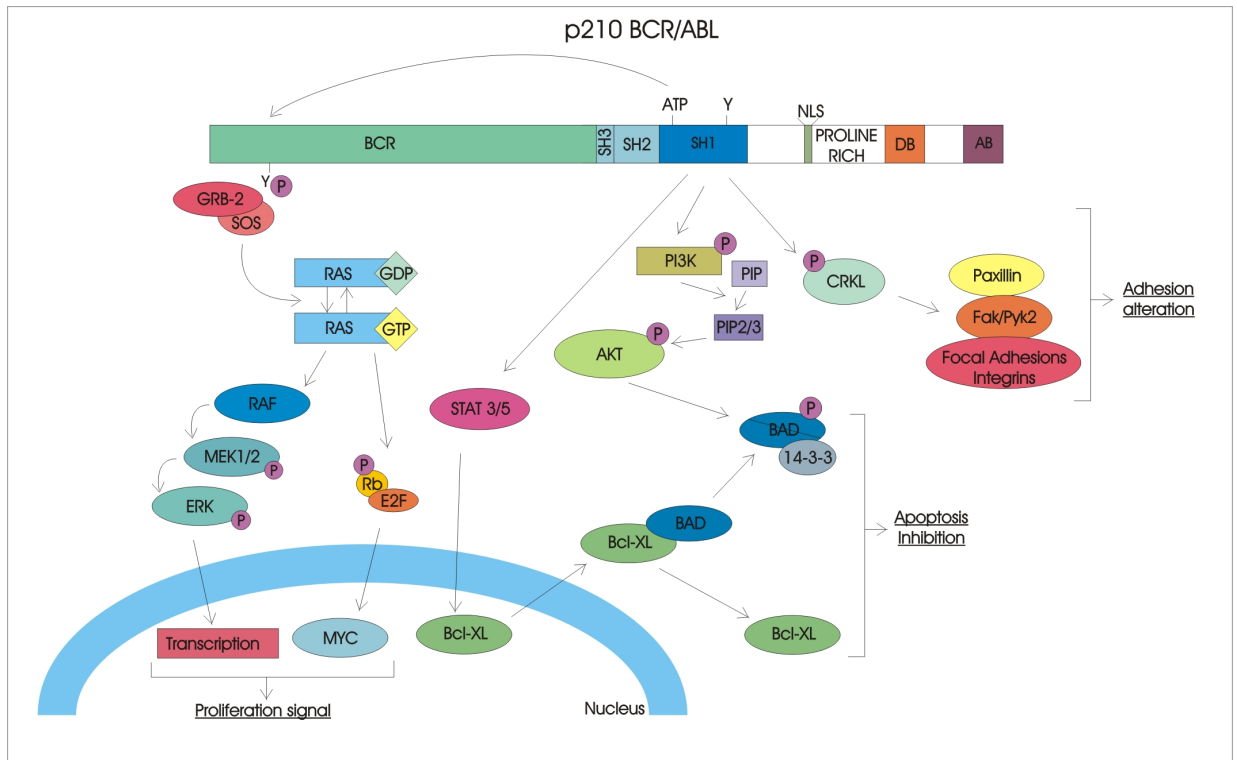 p210 BCR/ABL
ATP
Y
NLS
BCR
SH3
SH2
SH1
PROLINE
RICH
DB
AB
Y
P
GRB-2
SOS
RAS
GDP
RAS
GTP
RAF
MEK1/2
P
ERK
P
P
Rb
E2F
STAT 3/5
PI3K
P
PIP
PIP2/3
AKT
P
P
CRKL
Paxillin
Fak/Pyk2
Focal Adhesions
Integrins
Adhesion
alteration
P
BAD
14-3-3
BAD
Bcl-XL
Bcl-XL
Apoptosis
Inhibition
Transcription
MYC
Bcl-XL
Proliferation signal
Nucleus